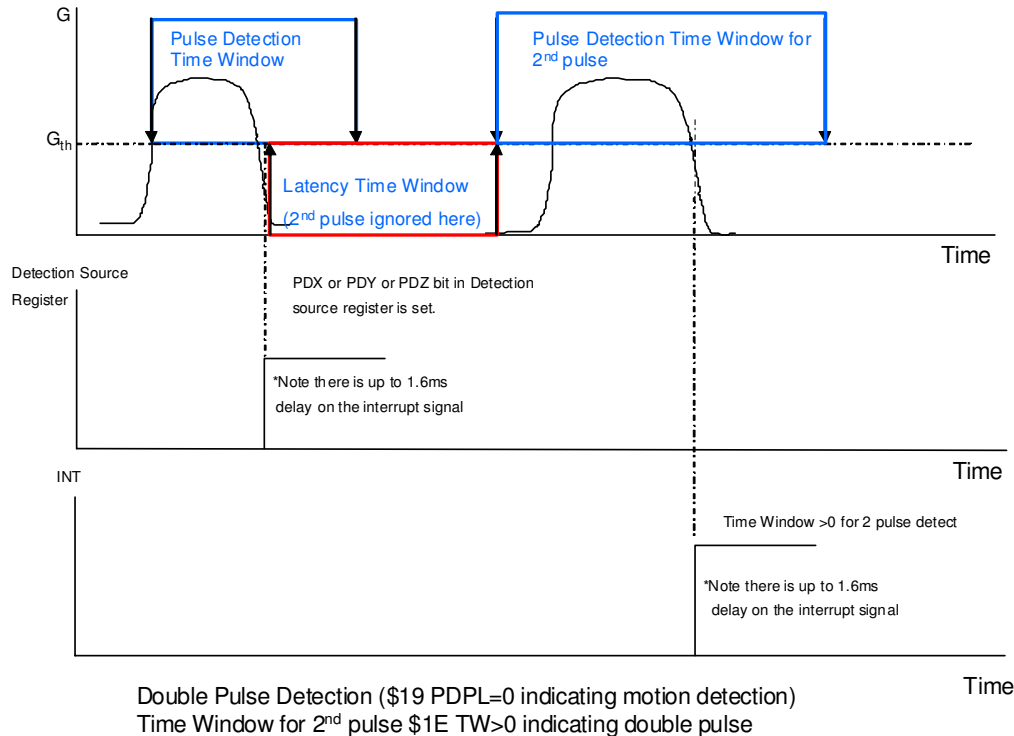 G
Pulse Detection
Time Window
Pulse Detection Time Window for
2nd pulse
Gth
Latency Time Window
(2nd pulse ignored here)
Time
Detection Source
Register
PDX or PDY or PDZ bit in Detection
source register is set.
*Note there is up to 1.6ms
delay on the interrupt signal
Time
INT
Time Window >0 for 2 pulse detect
*Note there is up to 1.6ms
delay on the interrupt signal
Time
Double Pulse Detection ($19 PDPL=0 indicating motion detection)
Time Window for 2nd pulse $1E TW>0 indicating double pulse